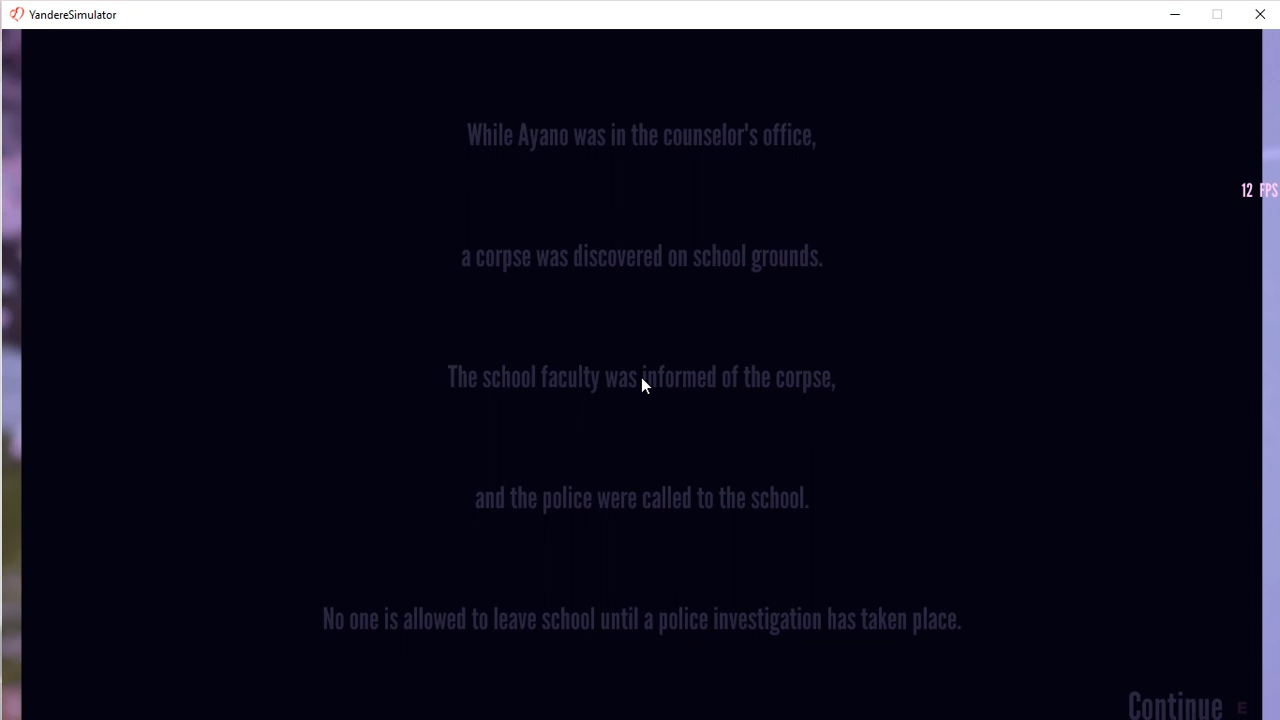 YandereSimulator
While Ayano was in the counselor's office,
12 FPS
a corpse was discovered on school grounds.
The school faculty was informed of the corpse,
and the police were called to the school.
No one is allowed to leave school until a police investigation has taken place.
Continue E